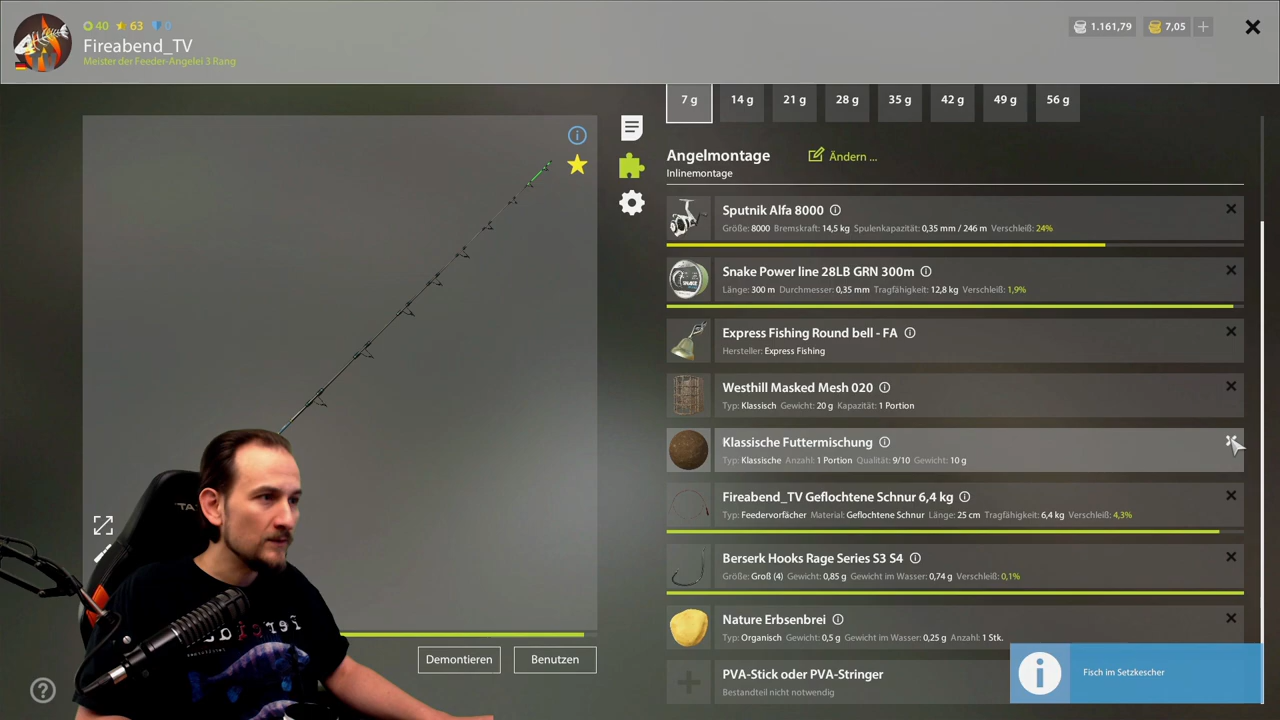 40 63 0
Fireabend_TV
Meister der Feeder-Angelei 3 Rang
1.161,79 7,05 +
7 g 14 g 21 g 28 g 35 g 42 g 49 g 56 g
Angelmontage Ändern ...
Inlinemontage
Sputnik Alfa 8000
Größe: 8000 Bremskraft: 14,5 kg Spulenkapazität: 0,35 mm / 246 m Verschleiß: 24%
Snake Power line 28LB GRN 300m
Länge: 300 m Durchmesser: 0,35 mm Tragfähigkeit: 12,8 kg Verschleiß: 1,9%
Express Fishing Round bell - FA
Hersteller: Express Fishing
Westhill Masked Mesh 020
Typ: Klassisch Gewicht: 20 g Kapazität: 1 Portion
Klassische Futtermischung
Typ: Klassische Anzahl: 1 Portion Qualität: 9/10 Gewicht: 10 g
Fireabend_TV Geflochtene Schnur 6,4 kg
Typ: Feedervorfächer Material: Geflochtene Schnur Länge: 25 cm Tragfähigkeit: 6,4 kg Verschleiß: 4,3%
Berserk Hooks Rage Series S3 S4
Größe: Groß (4) Gewicht: 0,85 g Gewicht im Wasser: 0,74 g Verschleiß: 0,1%
Nature Erbsenbrei
Typ: Organisch Gewicht: 0,5 g Gewicht im Wasser: 0,25 g Anzahl: 1 Stk.
PVA-Stick oder PVA-Stringer
Bestandteil nicht notwendig
Fisch im Setzkescher
Demontieren Benutzen
?